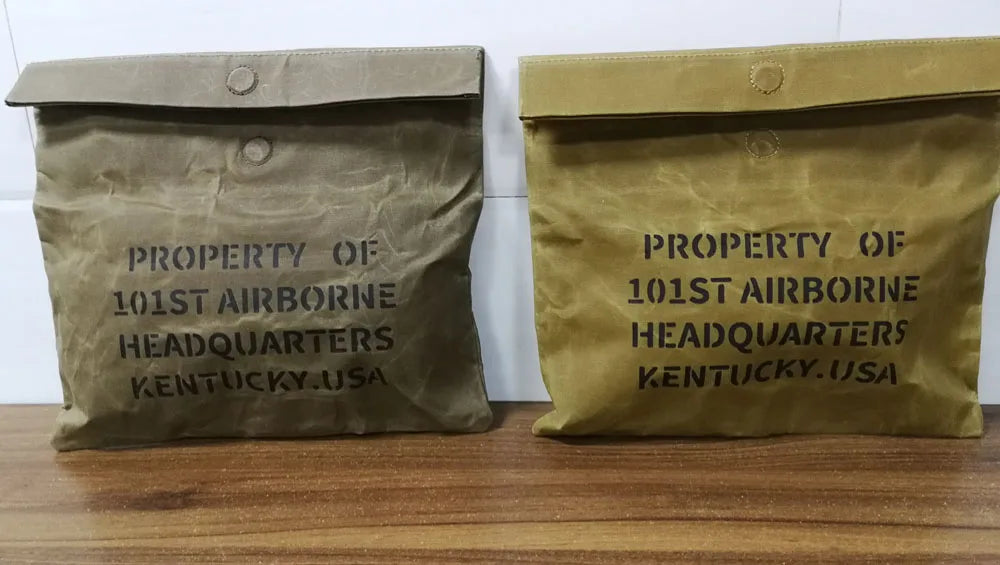 PROPERTY OF
101ST AIRBORNE
HEADQUARTERS
KENTUCKY.USA
PROPERTY OF
101ST AIRBORNE
HEADQUARTERS
KENTUCKY.USA